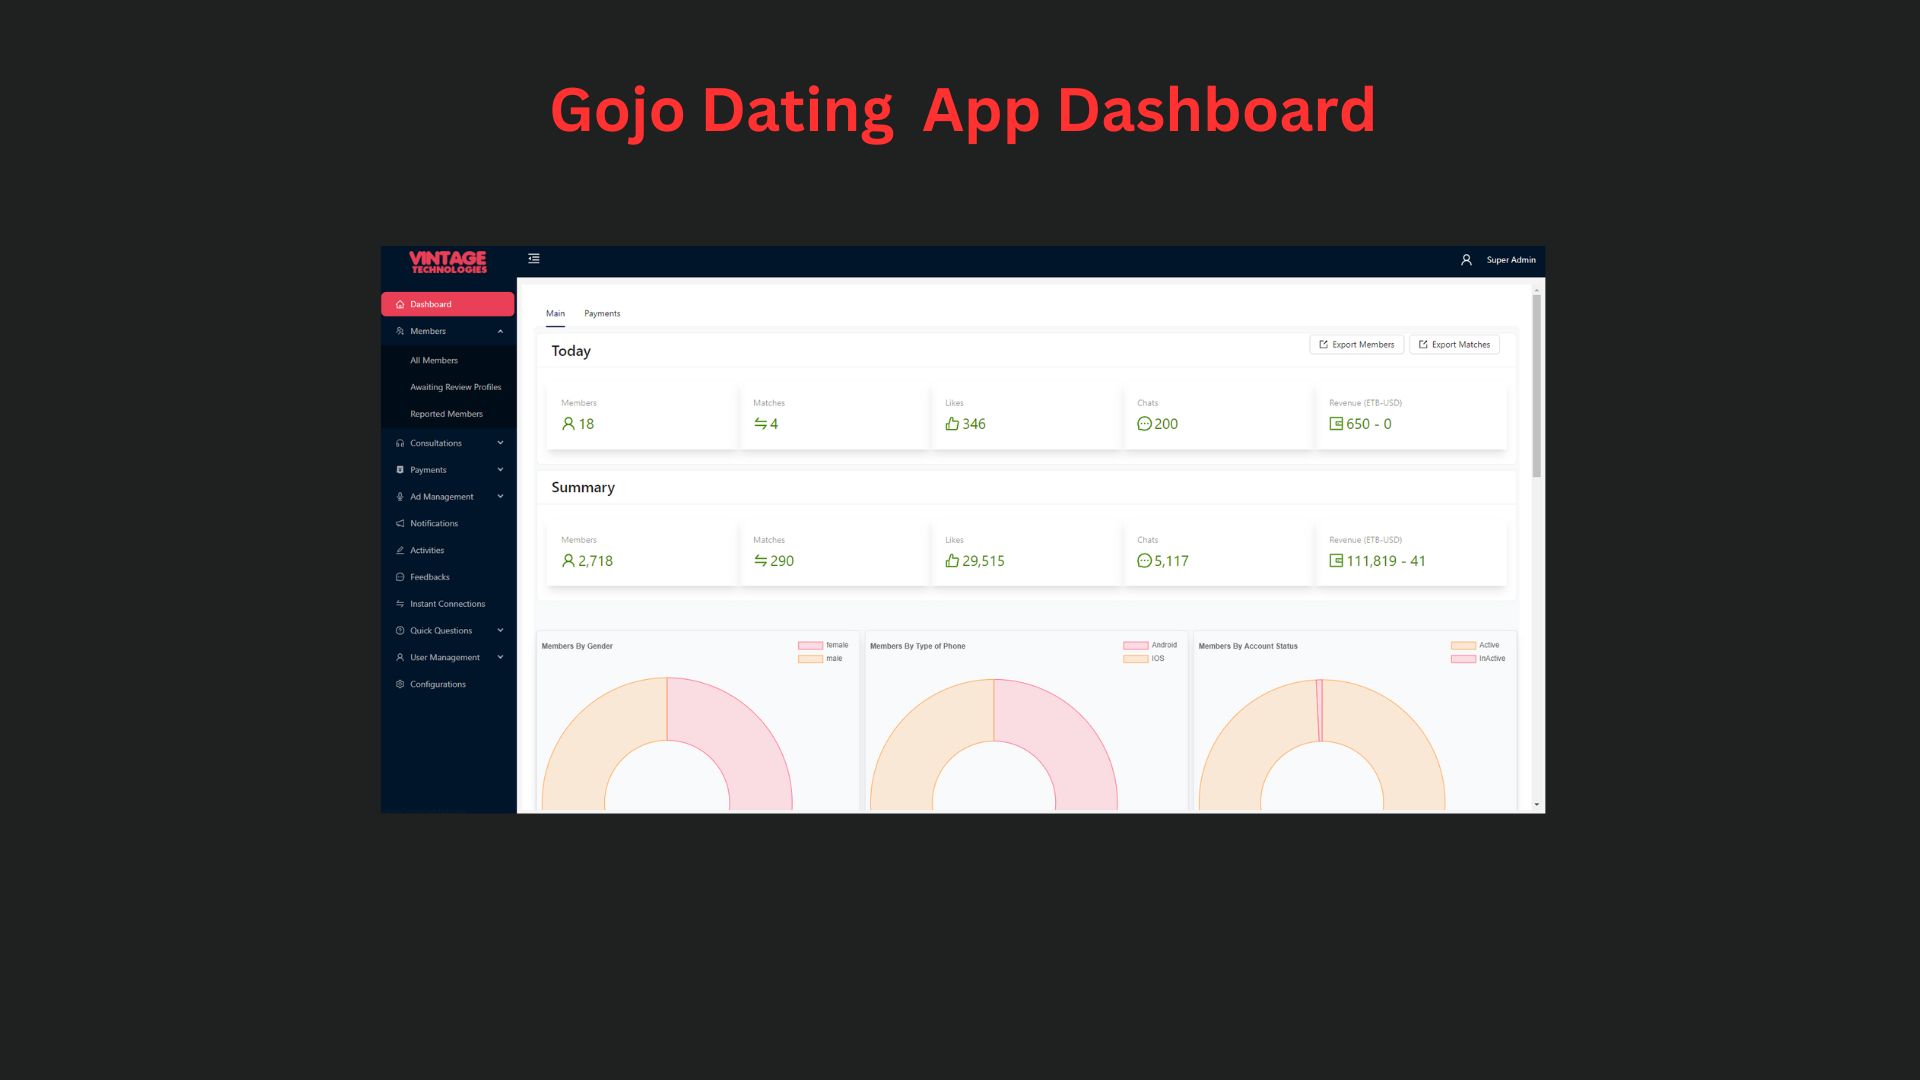 Gojo Dating App Dashboard
VINTAGE
TECHNOLOGIES
Super Admin
Dashboard
Members
All Members
Awaiting Review Profiles
Reported Members
Consultations
Payments
Ad Management
Notifications
Activities
Feedbacks
Instant Connections
Quick Questions
User Management
Configurations
Main Payments
Today
Export Members Export Matches
Members Matches Likes Chats Revenue (ETB-USD)
18 4 346 200 650 - 0
Summary
Members Matches Likes Chats Revenue (ETB-USD)
2,718 290 29,515 5,117 111,819 - 41
Members By Gender
female
male
Members By Type of Phone
Android
IOS
Members By Account Status
Active
InActive